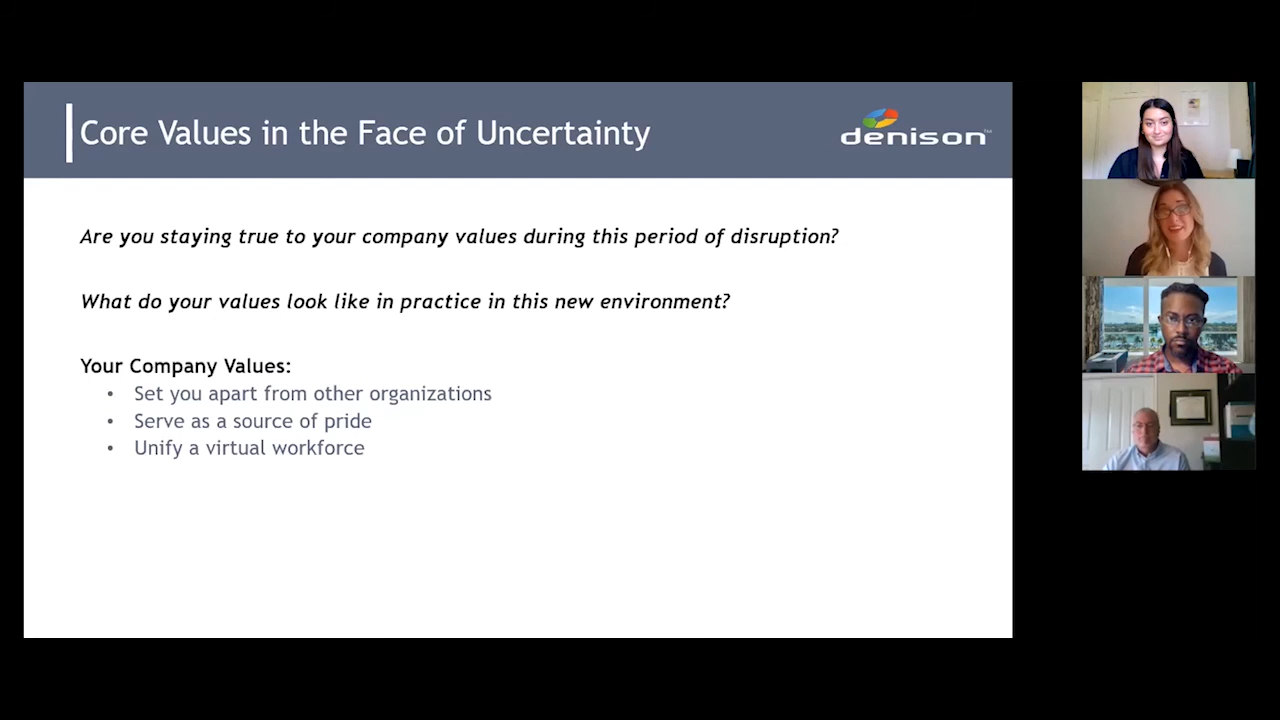 Core Values in the Face of Uncertainty
denison™
Are you staying true to your company values during this period of disruption?
What do your values look like in practice in this new environment?
Your Company Values:
• Set you apart from other organizations
• Serve as a source of pride
• Unify a virtual workforce